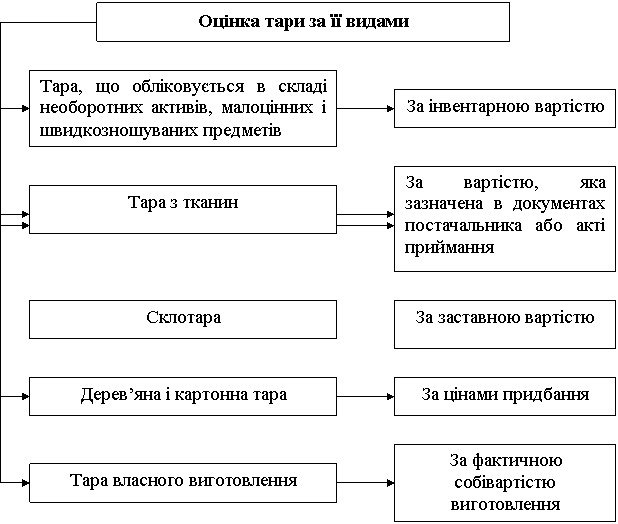 Оцінка тари за її видами
Тара, що обліковується в складі
необоротних активів, малоцінних і
швидкозношуваних предметів
За інвентарною вартістю
Тара з тканин
За вартістю, яка
зазначена в документах
постачальника або акті
приймання
Склотара
За заставною вартістю
Дерев’яна і картонна тара
За цінами придбання
Тара власного виготовлення
За фактичною
собівартістю
виготовлення